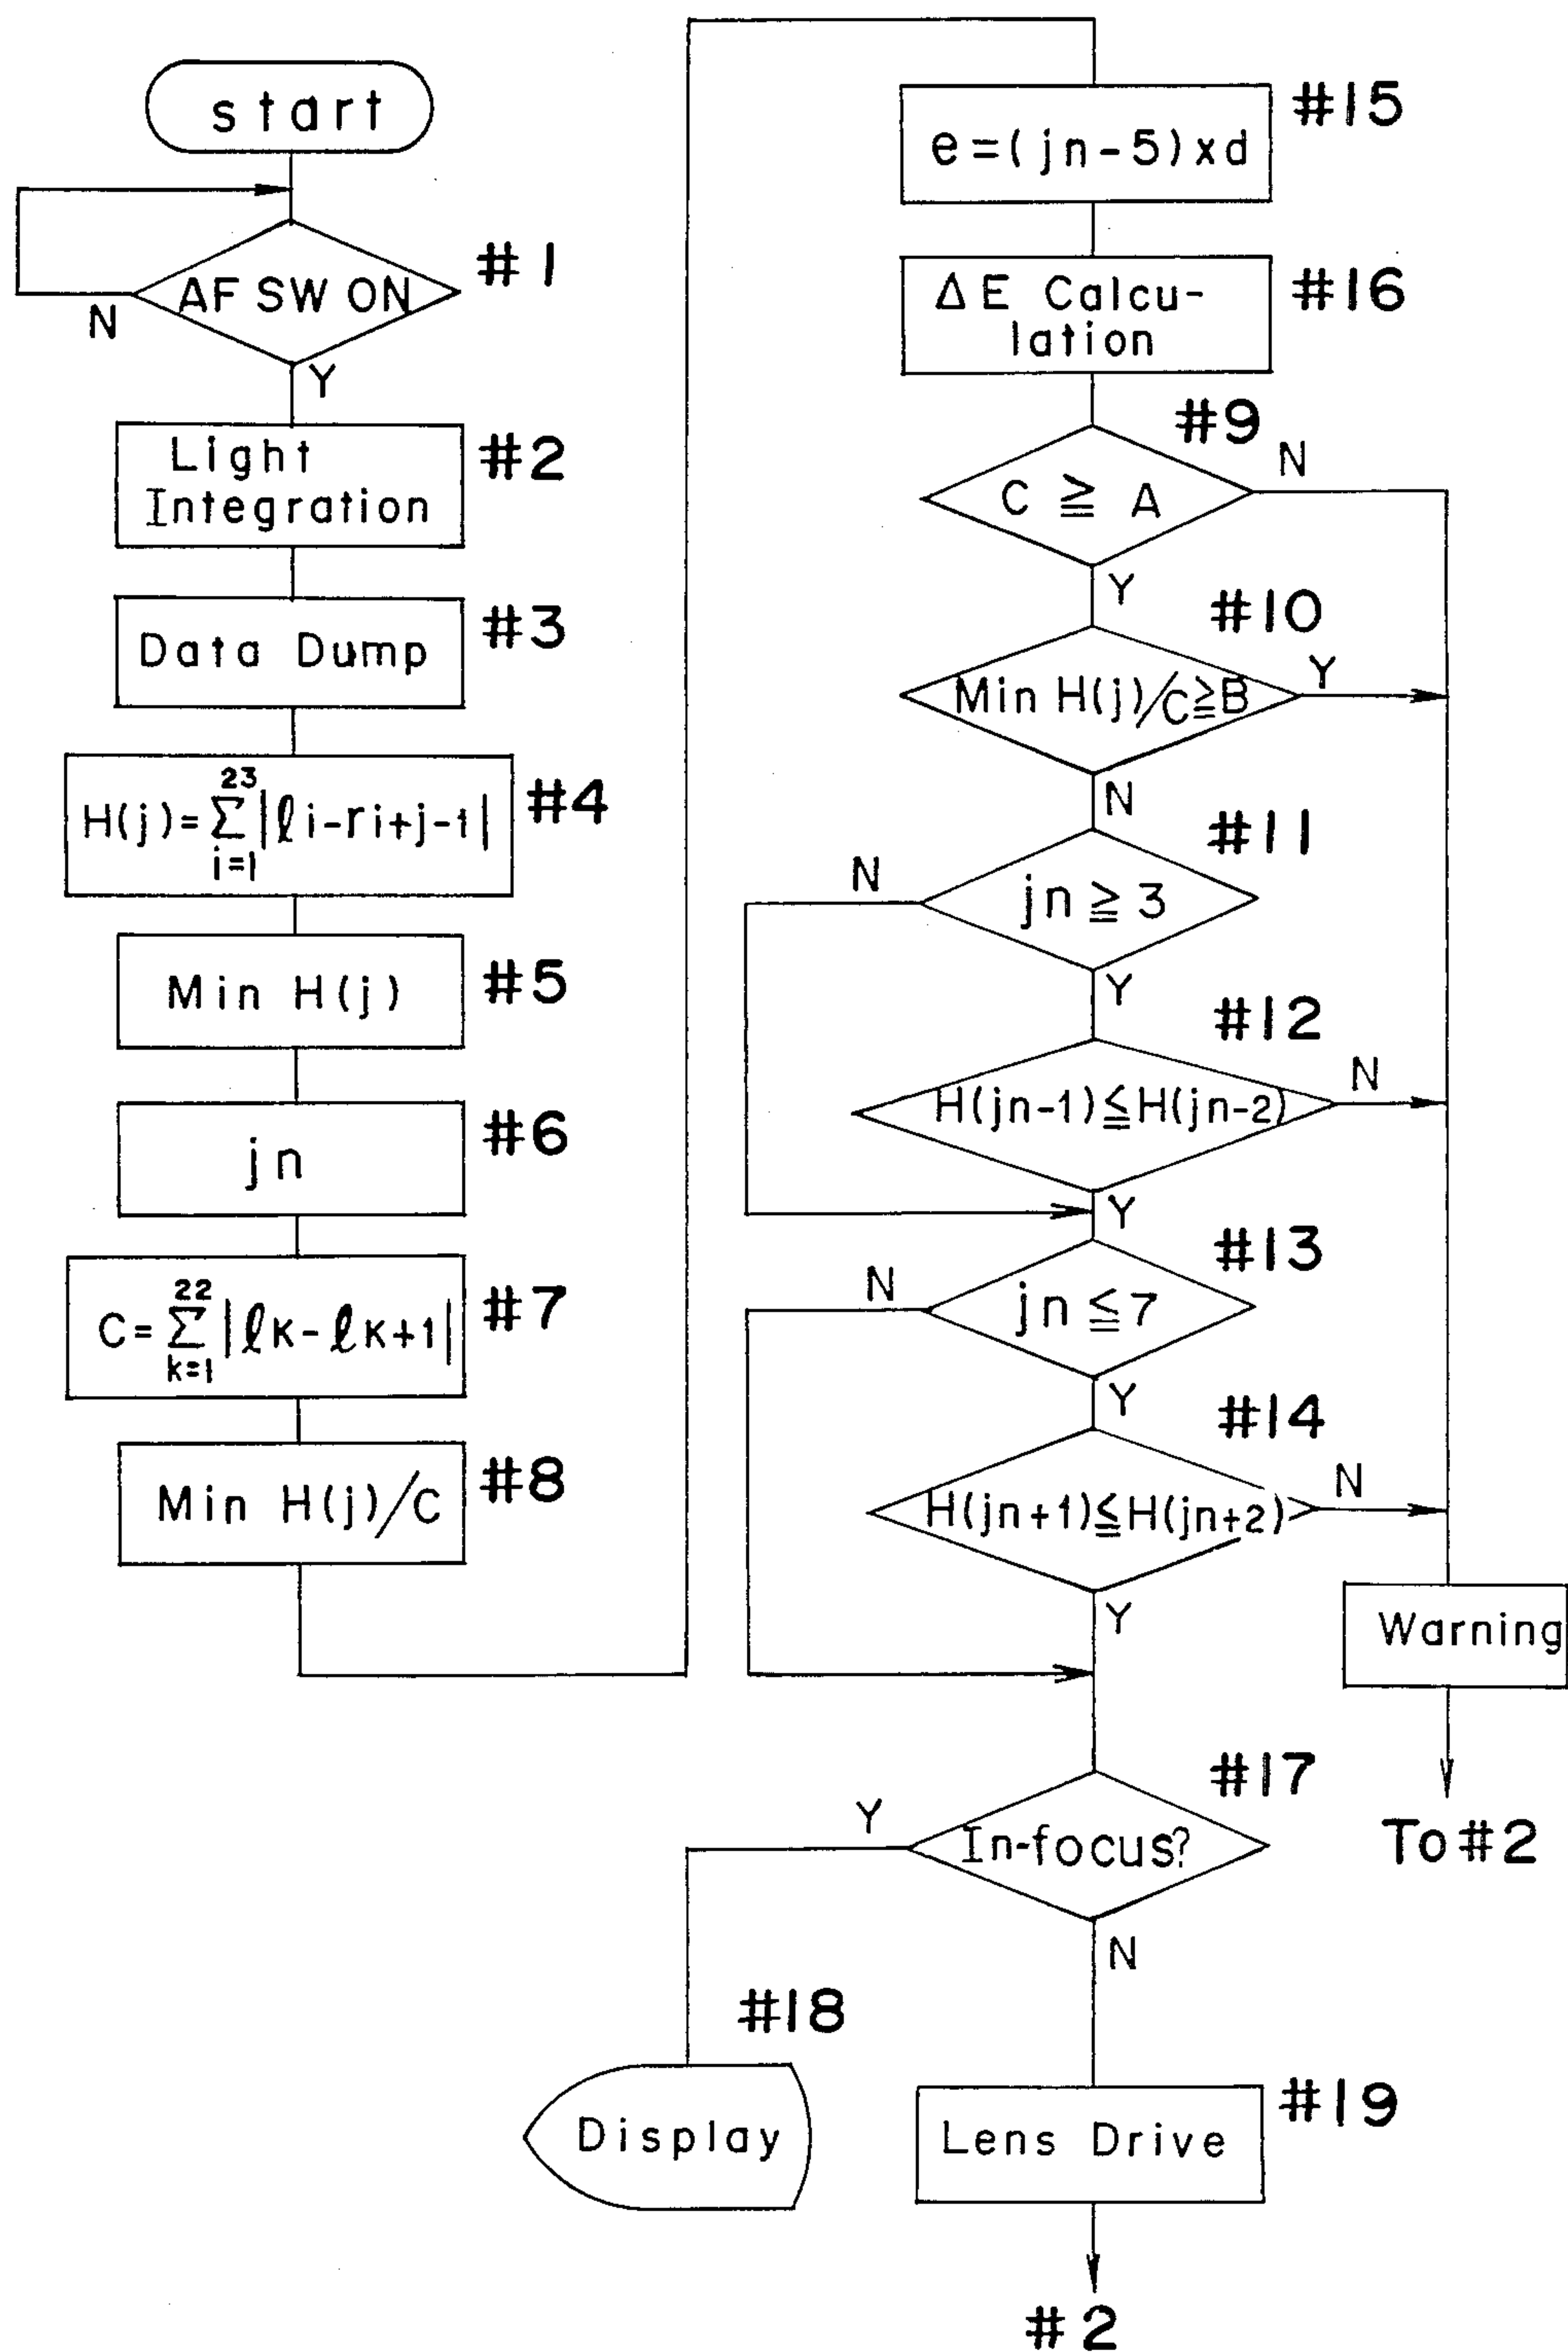 start
AF SW ON
#1
N
Y
Light
Integration
#2
Data Dump
#3
H(j)=∑|ℓi-ri+j-1|
23
i=1
#4
Min H(j)
#5
jn
#6
C=∑|ℓK-ℓK+1|
22
k=1
#7
Min H(j)/C
#8
e=(jn-5)xd
#15
ΔE Calcu-
lation
#16
#9
C ≧ A
N
Y
#10
Min H(j)/C≧B
Y
N
#11
jn ≧ 3
N
Y
#12
H(jn-1)≦H(jn-2)
N
Y
#13
jn ≦ 7
N
Y
#14
H(jn+1)≦H(jn+2)
N
Y
Warning
To #2
#17
In-focus?
Y
N
#18
Display
#19
Lens Drive
#2